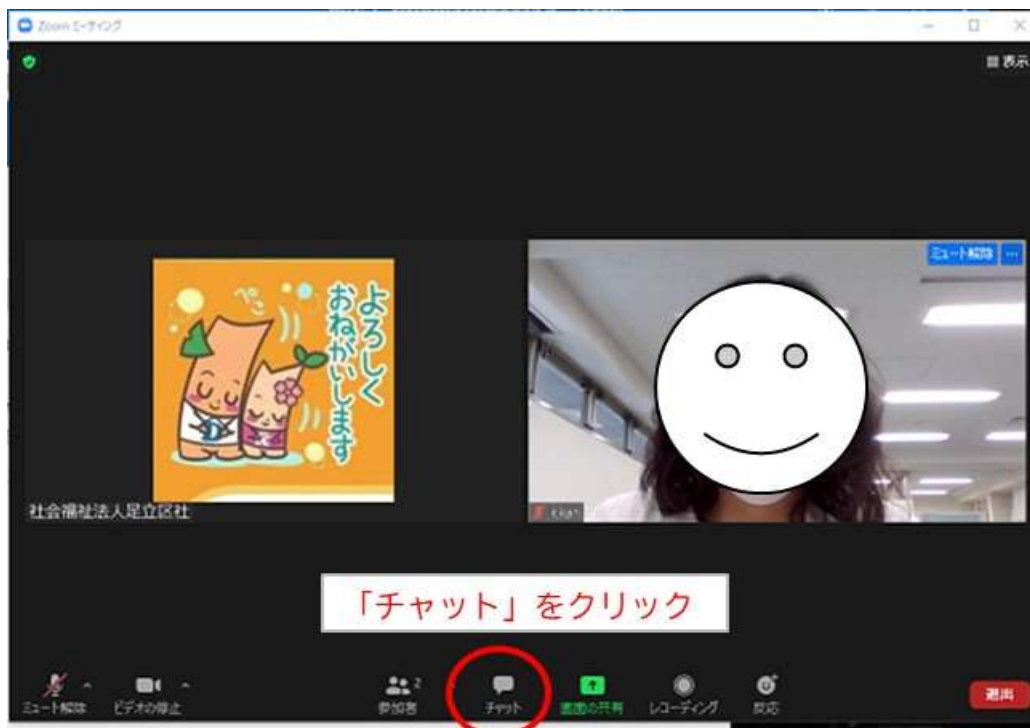 Zoom ミーティング
表示
ミュート解除 ...
ぺこ
よろしく
おねがいします
D
社会福祉法人足立区社
「チャット」をクリック
ミュート解除
ビデオの停止
参加者
2
チャット
画面の共有
レコーディング
反応
退出